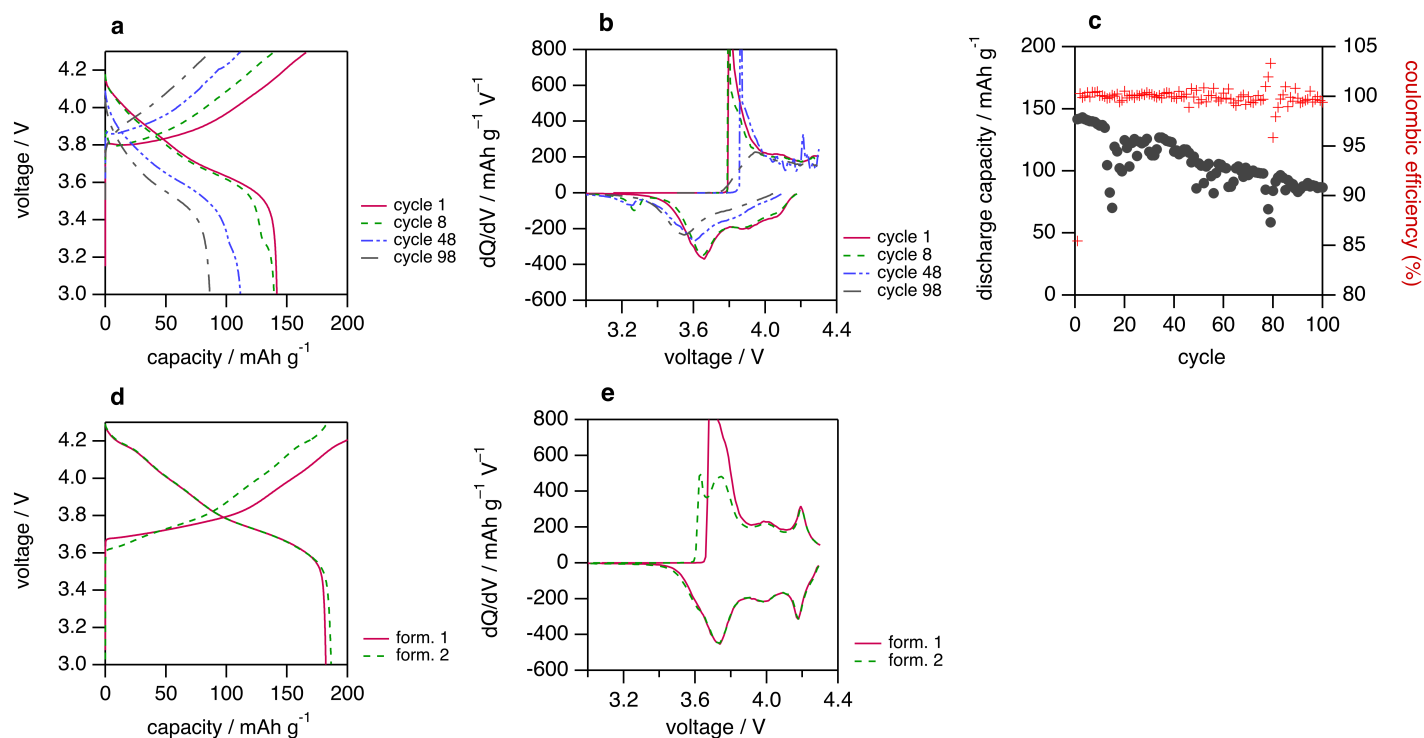 a
voltage / V
4.2
4.0
3.8
3.6
3.4
3.2
3.0
0
50
100
150
200
capacity / mAh g⁻¹
cycle 1
cycle 8
cycle 48
cycle 98
b
dQ/dV / mAh g⁻¹ V⁻¹
800
600
400
200
0
-200
-400
-600
3.2
3.6
4.0
4.4
voltage / V
cycle 1
cycle 8
cycle 48
cycle 98
c
discharge capacity / mAh g⁻¹
200
150
100
50
0
0
20
40
60
80
100
cycle
105
100
95
90
85
80
coulombic efficiency (%)
d
voltage / V
4.2
4.0
3.8
3.6
3.4
3.2
3.0
0
50
100
150
200
capacity / mAh g⁻¹
form. 1
form. 2
e
dQ/dV / mAh g⁻¹ V⁻¹
800
600
400
200
0
-200
-400
-600
3.2
3.6
4.0
4.4
voltage / V
form. 1
form. 2